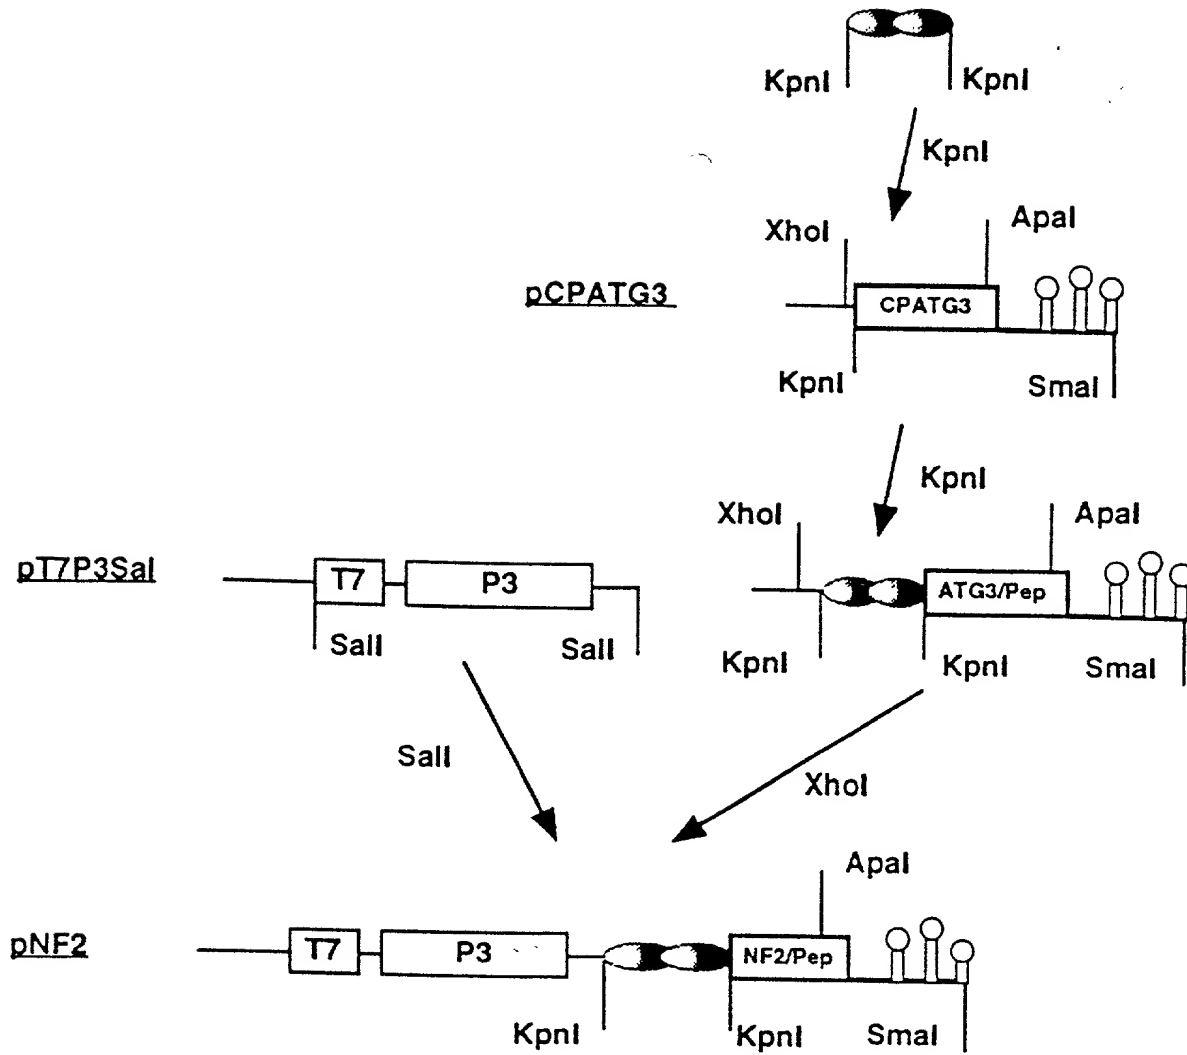 KpnI KpnI
KpnI
XhoI ApaI
pCPATG3 CPATG3
KpnI SmaI
KpnI
XhoI ApaI
pT7P3Sal T7 P3 ATG3/Pep
SalI SalI KpnI KpnI SmaI
SalI XhoI
ApaI
pNF2 T7 P3 NF2/Pep
KpnI KpnI SmaI